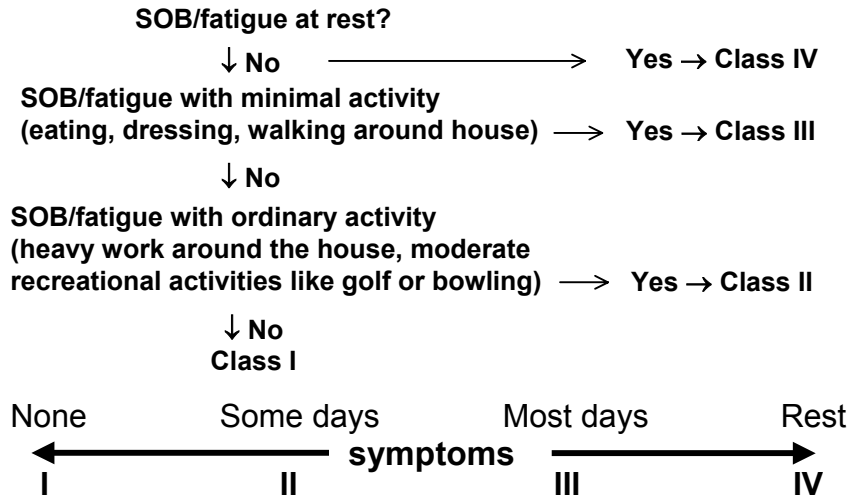 SOB/fatigue at rest?
↓ No → Yes → Class IV
SOB/fatigue with minimal activity
(eating, dressing, walking around house) → Yes → Class III
↓ No
SOB/fatigue with ordinary activity
(heavy work around the house, moderate
recreational activities like golf or bowling) → Yes → Class II
↓ No
Class I
None Some days Most days Rest
symptoms
I II III IV